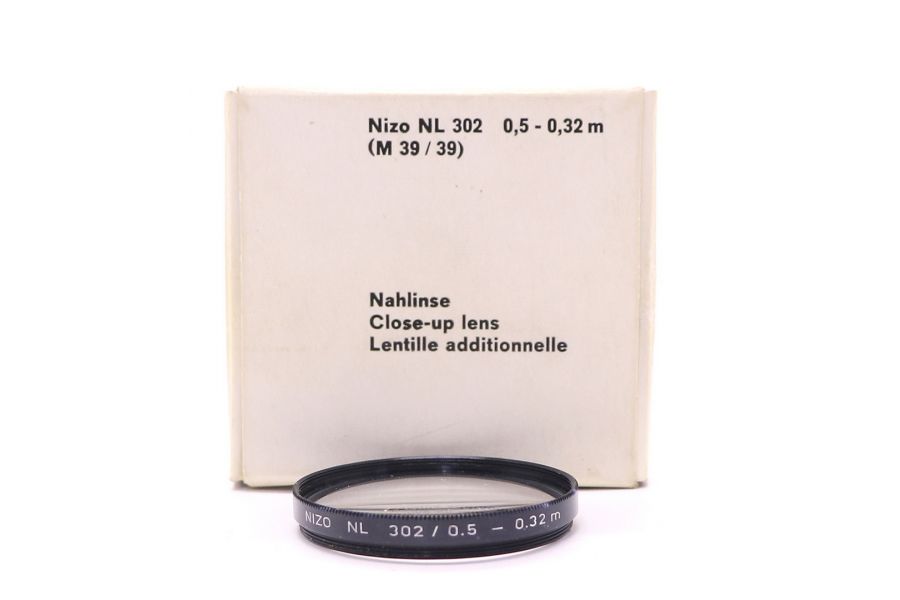 Nizo NL 302 0,5 - 0,32 m
(M 39 / 39)
Nahlinse
Close-up lens
Lentille additionnelle
NIZO NL 302 / 0.5 – 0.32 m